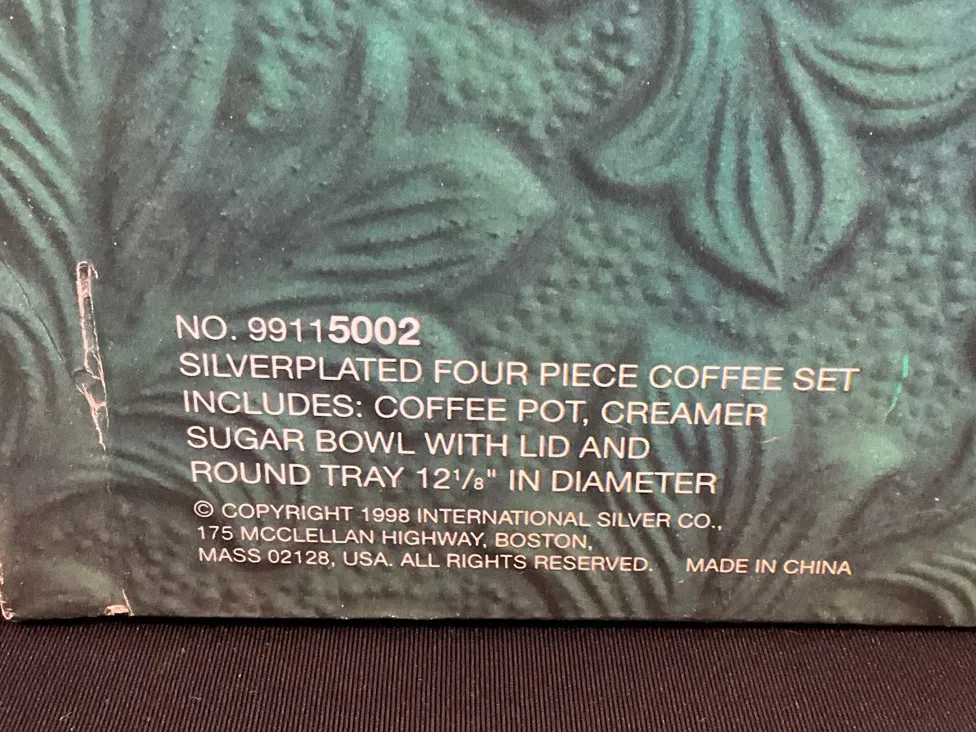 NO. 99115002
SILVERPLATED FOUR PIECE COFFEE SET
INCLUDES: COFFEE POT, CREAMER
SUGAR BOWL WITH LID AND
ROUND TRAY 12¹/₈" IN DIAMETER
© COPYRIGHT 1998 INTERNATIONAL SILVER CO.,
175 MCCLELLAN HIGHWAY, BOSTON,
MASS 02128, USA. ALL RIGHTS RESERVED. MADE IN CHINA